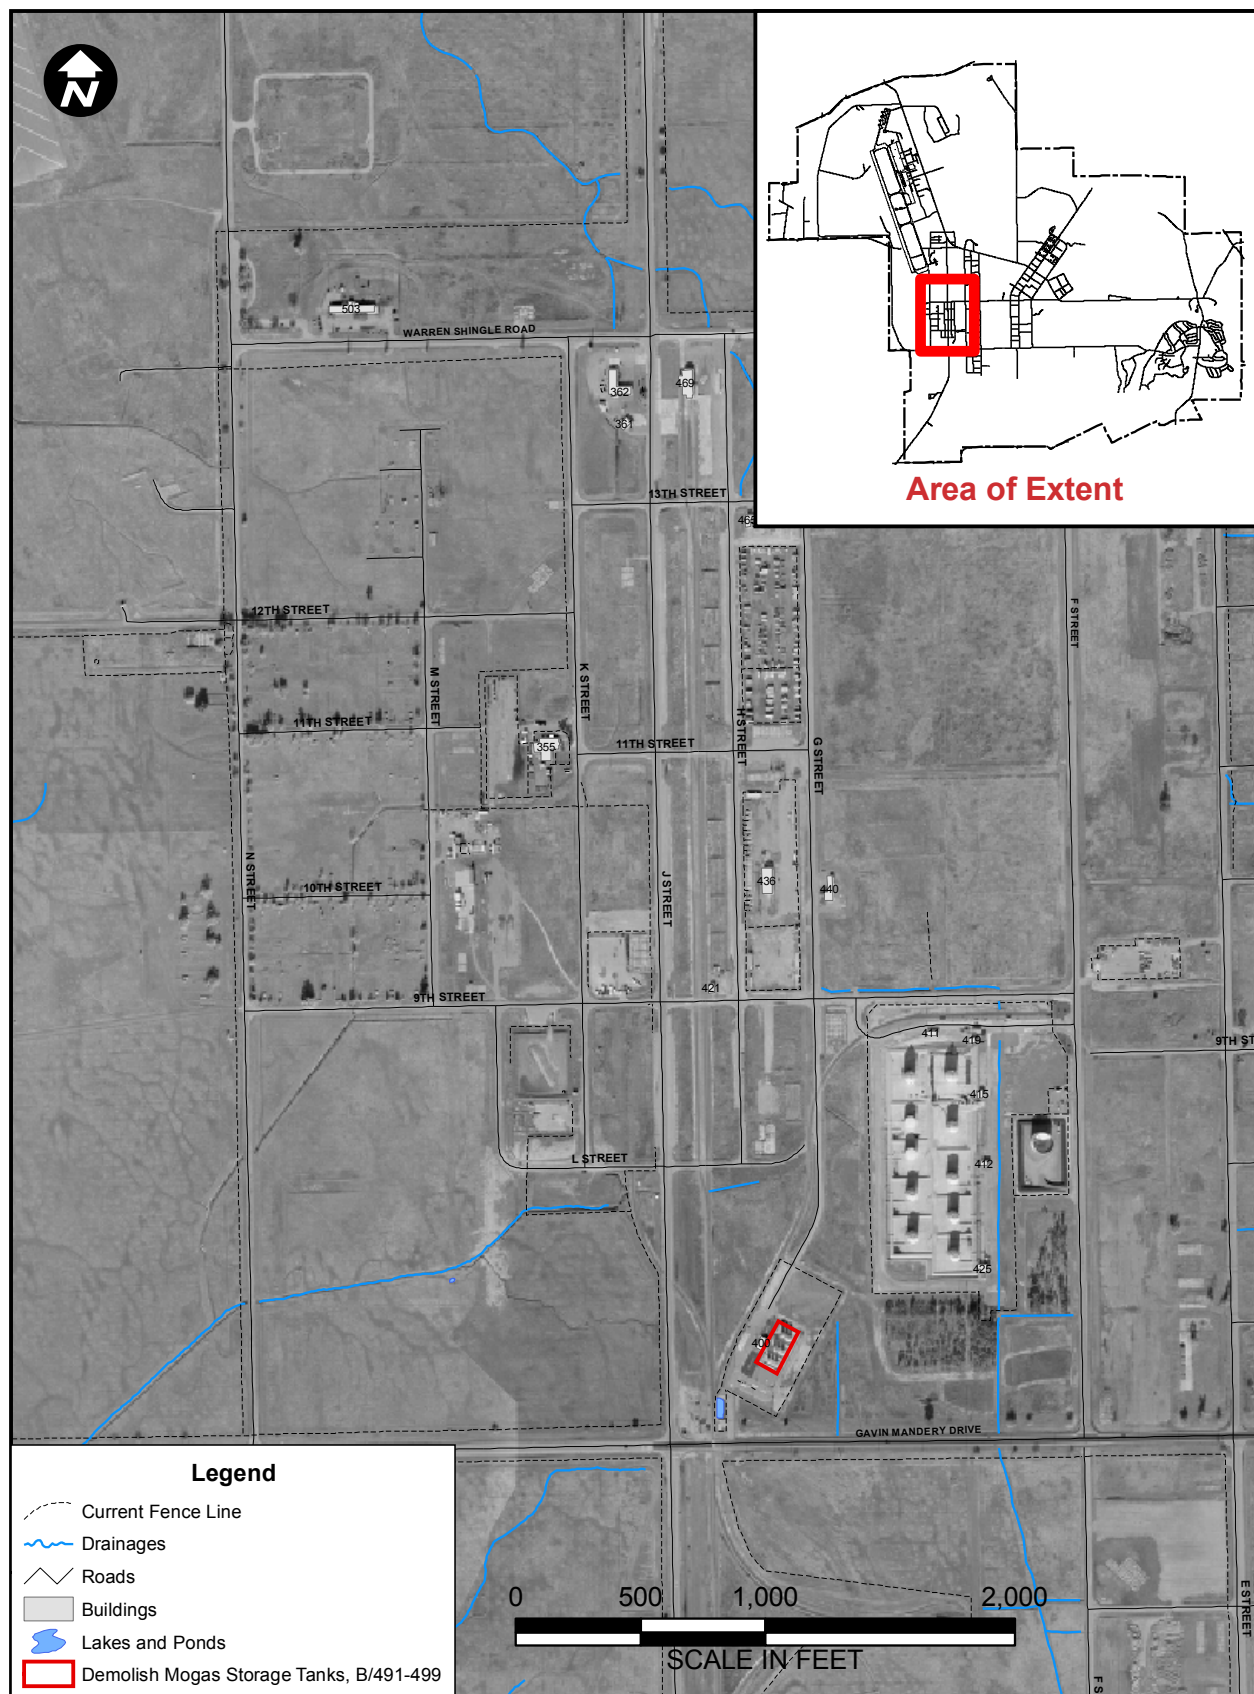 N
Area of Extent
503
WARREN SHINGLE ROAD
362
469
361
13TH STREET
465
12TH STREET
F STREET
M STREET
K STREET
11TH STREET
355
11TH STREET
H STREET
G STREET
N STREET
10TH STREET
J STREET
436
440
421
9TH STREET
411
419
9TH ST
415
L STREET
412
425
400
GAVIN MANDERY DRIVE
Legend
Current Fence Line
Drainages
Roads
Buildings
Lakes and Ponds
Demolish Mogas Storage Tanks, B/491-499
0 500 1,000 2,000
SCALE IN FEET
E STREET
F S